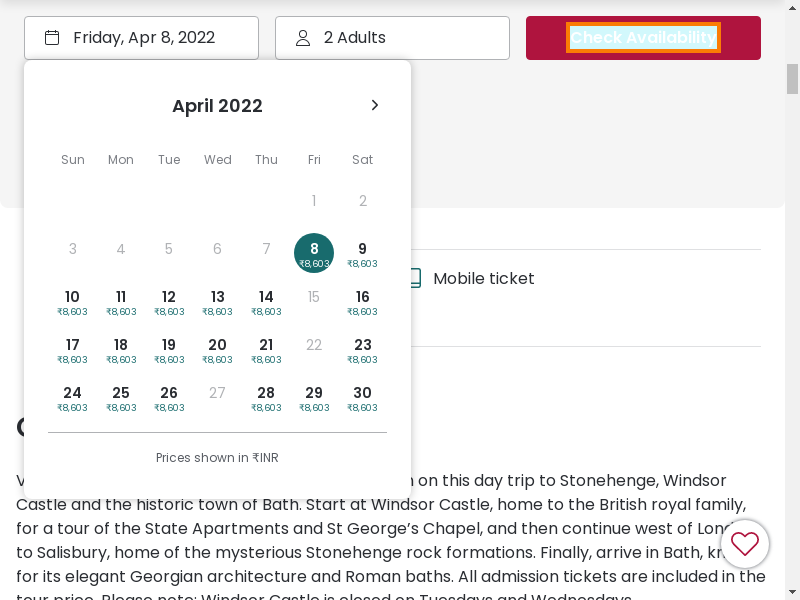 Friday, Apr 8, 2022
2 Adults
Check Availability
April 2022
Sun Mon Tue Wed Thu Fri Sat
1 2
3 4 5 6 7 8 9
₹8,603 ₹8,603
10 11 12 13 14 15 16
₹8,603 ₹8,603 ₹8,603 ₹8,603 ₹8,603 ₹8,603
17 18 19 20 21 22 23
₹8,603 ₹8,603 ₹8,603 ₹8,603 ₹8,603 ₹8,603
24 25 26 27 28 29 30
₹8,603 ₹8,603 ₹8,603 ₹8,603 ₹8,603 ₹8,603
Prices shown in ₹INR
Mobile ticket
on this day trip to Stonehenge, Windsor
Castle and the historic town of Bath. Start at Windsor Castle, home to the British royal family,
for a tour of the State Apartments and St George’s Chapel, and then continue west of
to Salisbury, home of the mysterious Stonehenge rock formations. Finally, arrive in Bath,
for its elegant Georgian architecture and Roman baths. All admission tickets are included in the
tour price. Please note: Windsor Castle is closed on Tuesdays and Wednesdays.